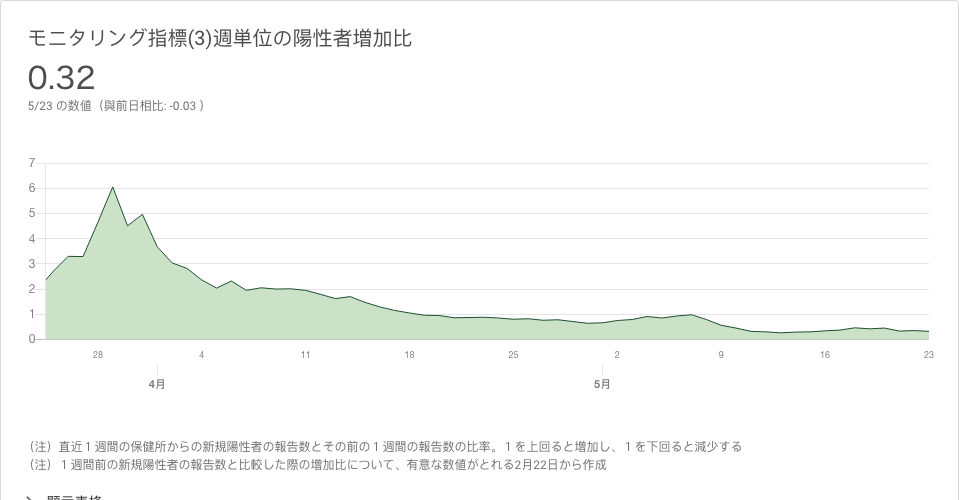 モニタリング指標(3)週単位の陽性者増加比
0.32
5/23 の数値（與前日相比: -0.03 ）
7
6
5
4
3
2
1
0
28 4 11 18 25 2 9 16 23
4月 5月
（注）直近１週間の保健所からの新規陽性者の報告数とその前の１週間の報告数の比率。１を上回ると増加し、１を下回ると減少する
（注）１週間前の新規陽性者の報告数と比較した際の増加比について、有意な数値がとれる2月22日から作成